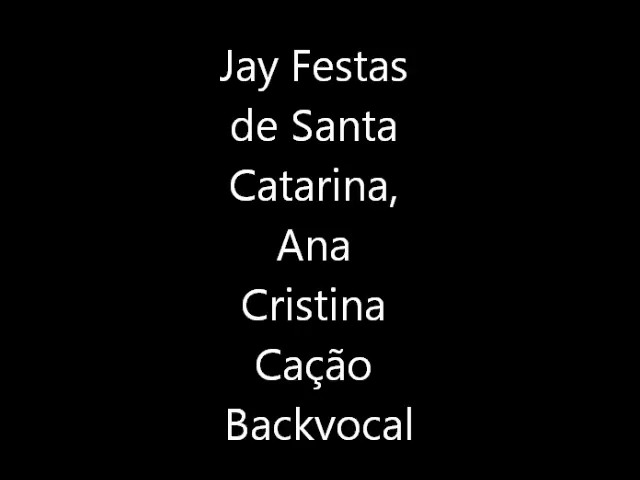 Jay Festas
de Santa
Catarina,
Ana
Cristina
Cação
Backvocal